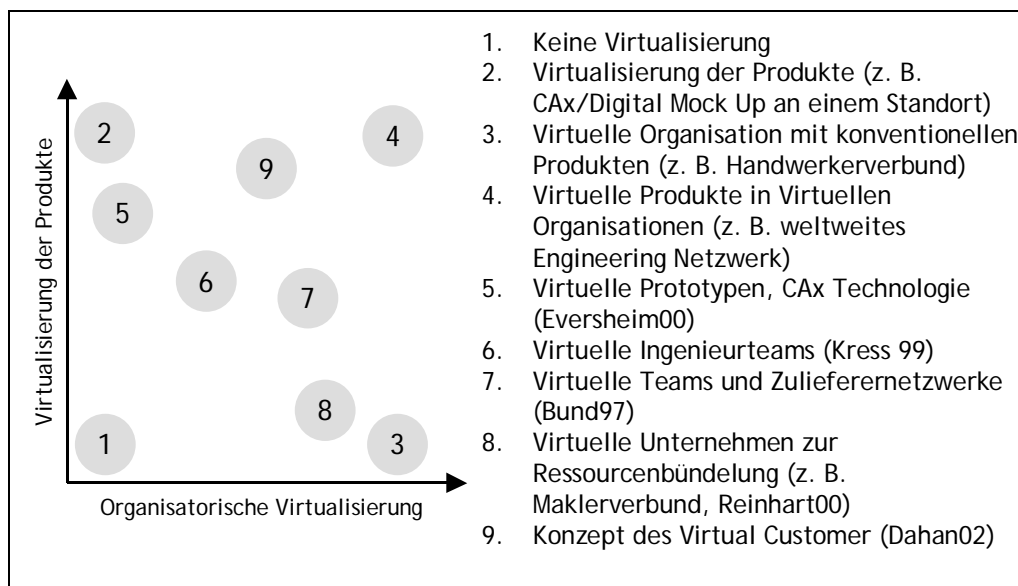 Virtualisierung der Produkte
2
4
9
5
6
7
8
1
3
Organisatorische Virtualisierung
1. Keine Virtualisierung
2. Virtualisierung der Produkte (z. B.
CAx/Digital Mock Up an einem Standort)
3. Virtuelle Organisation mit konventionellen
Produkten (z. B. Handwerkerverbund)
4. Virtuelle Produkte in Virtuellen
Organisationen (z. B. weltweites
Engineering Netzwerk)
5. Virtuelle Prototypen, CAx Technologie
(Eversheim00)
6. Virtuelle Ingenieurteams (Kress 99)
7. Virtuelle Teams und Zulieferernetzwerke
(Bund97)
8. Virtuelle Unternehmen zur
Ressourcenbündelung (z. B.
Maklerverbund, Reinhart00)
9. Konzept des Virtual Customer (Dahan02)